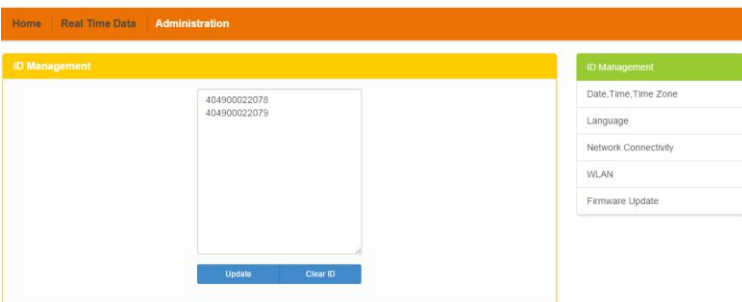 Home Real Time Data Administration
ID Management
404900022078
404900022079
Update Clear ID
ID Management
Date,Time,Time Zone
Language
Network Connectivity
WLAN
Firmware Update